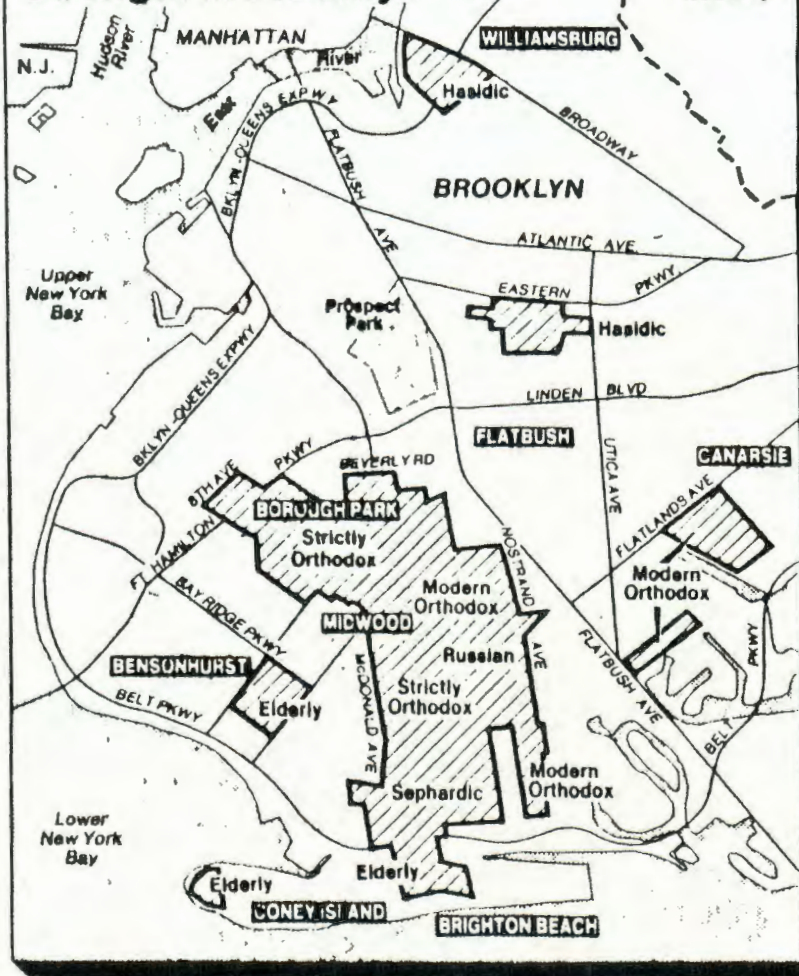 MANHATTAN
WILLIAMSBURG
Hudson
River
N.J.
River
East
Hasidic
BKLYN-QUEENS EXPWY
BROADWAY
FLATBUSH
AVE
BROOKLYN
ATLANTIC AVE.
Upper
New York
Bay
EASTERN
PKWY
Prospect
Park
Hasidic
BKLYN-QUEENS EXPWY
LINDEN BLVD
FLATBUSH
UTICA AVE
CANARSIE
PKWY
BEVERLY RD
8TH AVE
FLATLANDS AVE
BOROUGH PARK
Strictly
Orthodox
FT. HAMILTON
NOSTRAND
AVE
Modern
Orthodox
Modern
Orthodox
BAY RIDGE PKWY
MIDWOOD
Russian
BENSONHURST
McDONALD AVE
FLATBUSH AVE
PKWY
BELT
Strictly
Orthodox
Elderly
BELT PKWY
Modern
Orthodox
Sephardic
Lower
New York
Bay
Elderly
Elderly
CONEY ISLAND
BRIGHTON BEACH